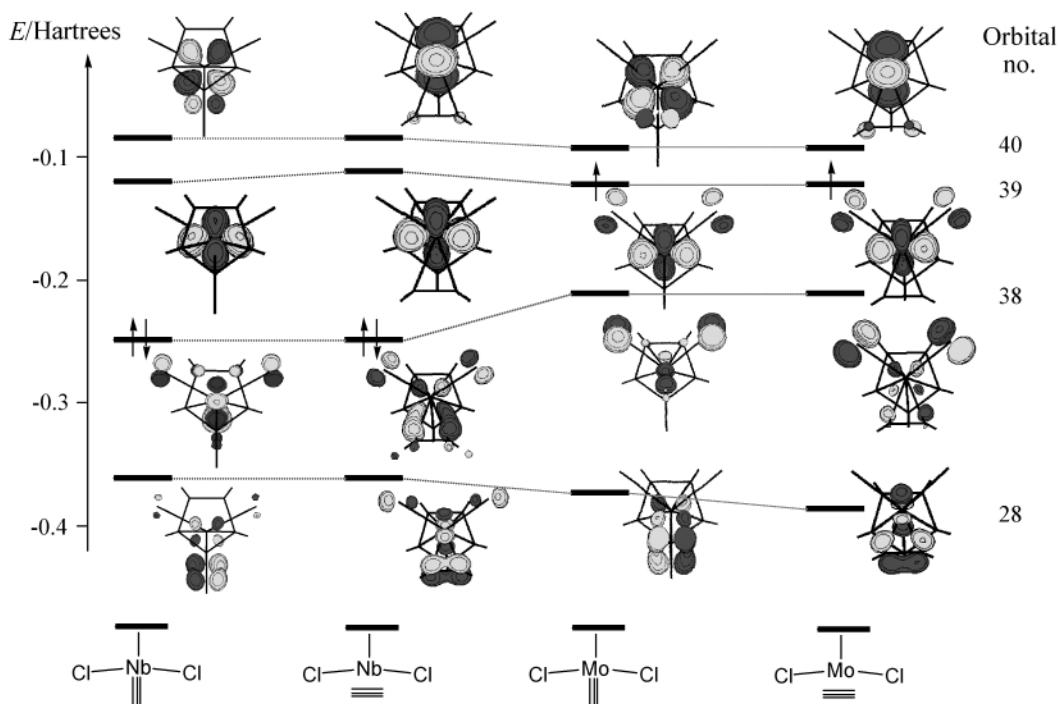 E/Hartrees
Orbital
no.
-0.1
40
39
-0.2
38
-0.3
-0.4
28
Cl Nb Cl
Cl Nb Cl
Cl Mo Cl
Cl Mo Cl